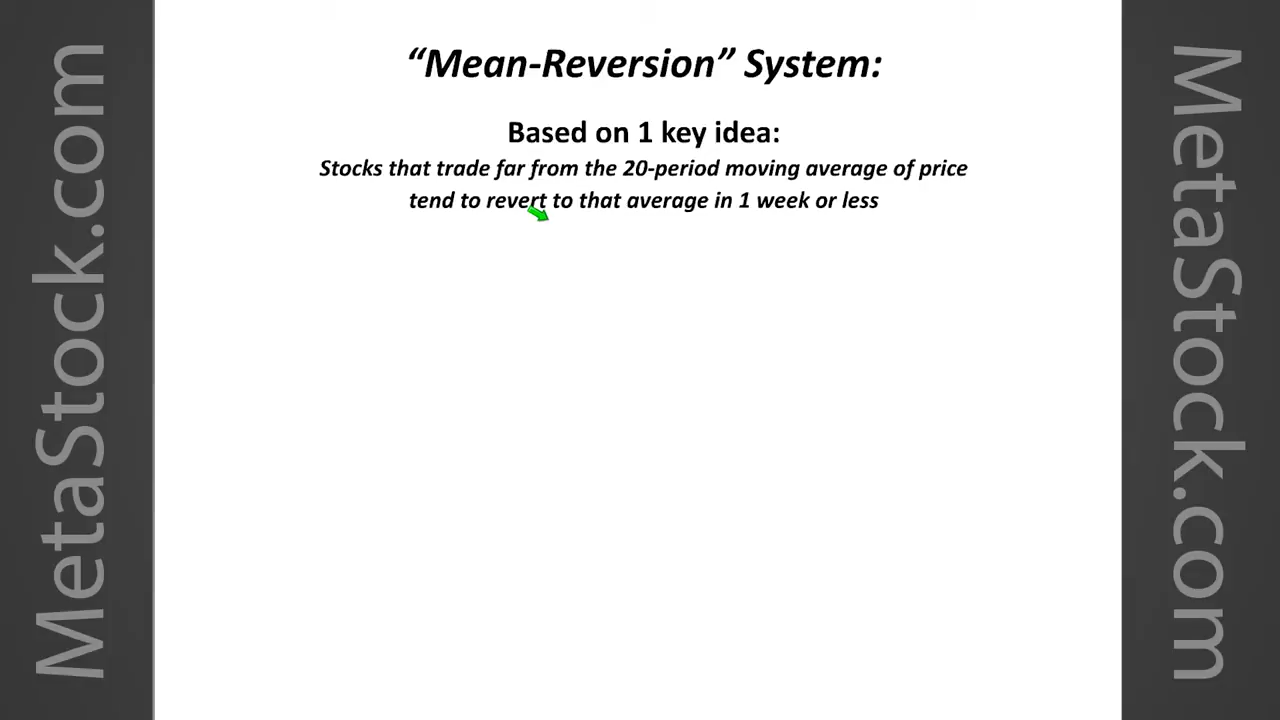 MetaStock.com
“Mean-Reversion” System:
Based on 1 key idea:
Stocks that trade far from the 20-period moving average of price
tend to revert to that average in 1 week or less
MetaStock.com